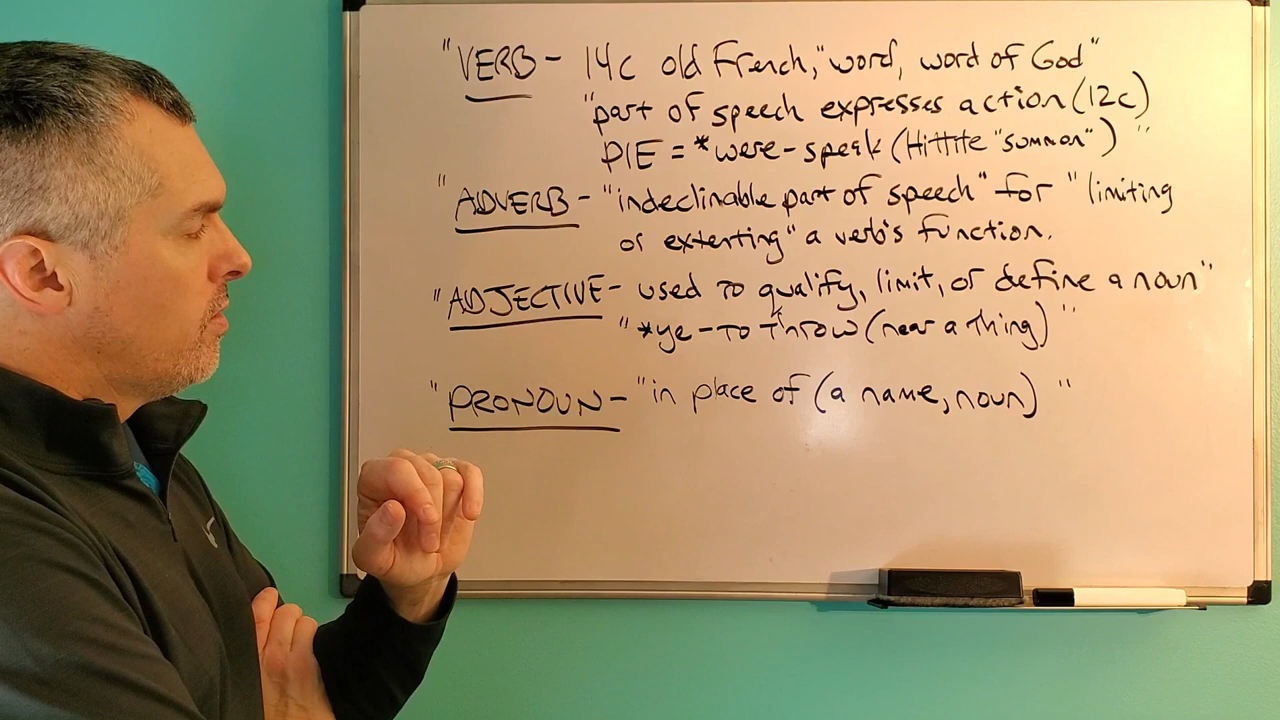 "VERB - 14c old French, "word, word of God"
"part of speech expresses action (12c)
PIE = *were - speak (Hittite "summon") "
"ADVERB - "indeclinable part of speech" for "limiting
or extenting" a verb's function.
"ADJECTIVE - used to qualify, limit, or define a noun"
"*ye - to throw (near a thing) "
"PRONOUN - "in place of (a name, noun) "